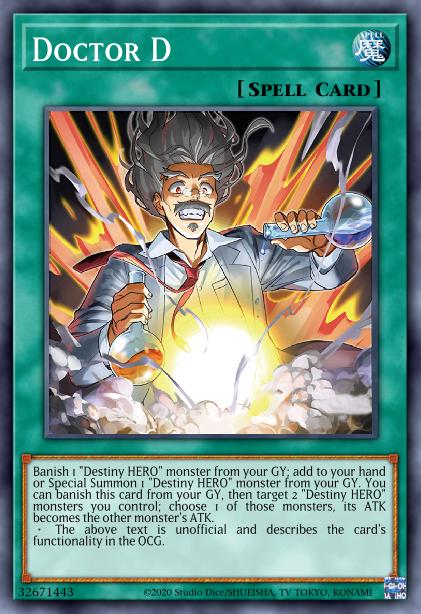 Doctor D
SPELL
魔
[ Spell Card ]
Banish 1 "Destiny HERO" monster from your GY; add to your hand
or Special Summon 1 "Destiny HERO" monster from your GY. You
can banish this card from your GY, then target 2 "Destiny HERO"
monsters you control; choose 1 of those monsters, its ATK
becomes the other monster's ATK.
· The above text is unofficial and describes the card's
functionality in the OCG.
32671443
©2020 Studio Dice/SHUEISHA, TV TOKYO, KONAMI